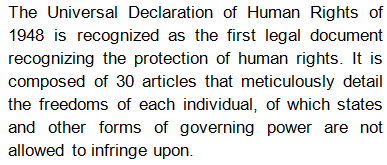 The Universal Declaration of Human Rights of
1948 is recognized as the first legal document
recognizing the protection of human rights. It is
composed of 30 articles that meticulously detail
the freedoms of each individual, of which states
and other forms of governing power are not
allowed to infringe upon.